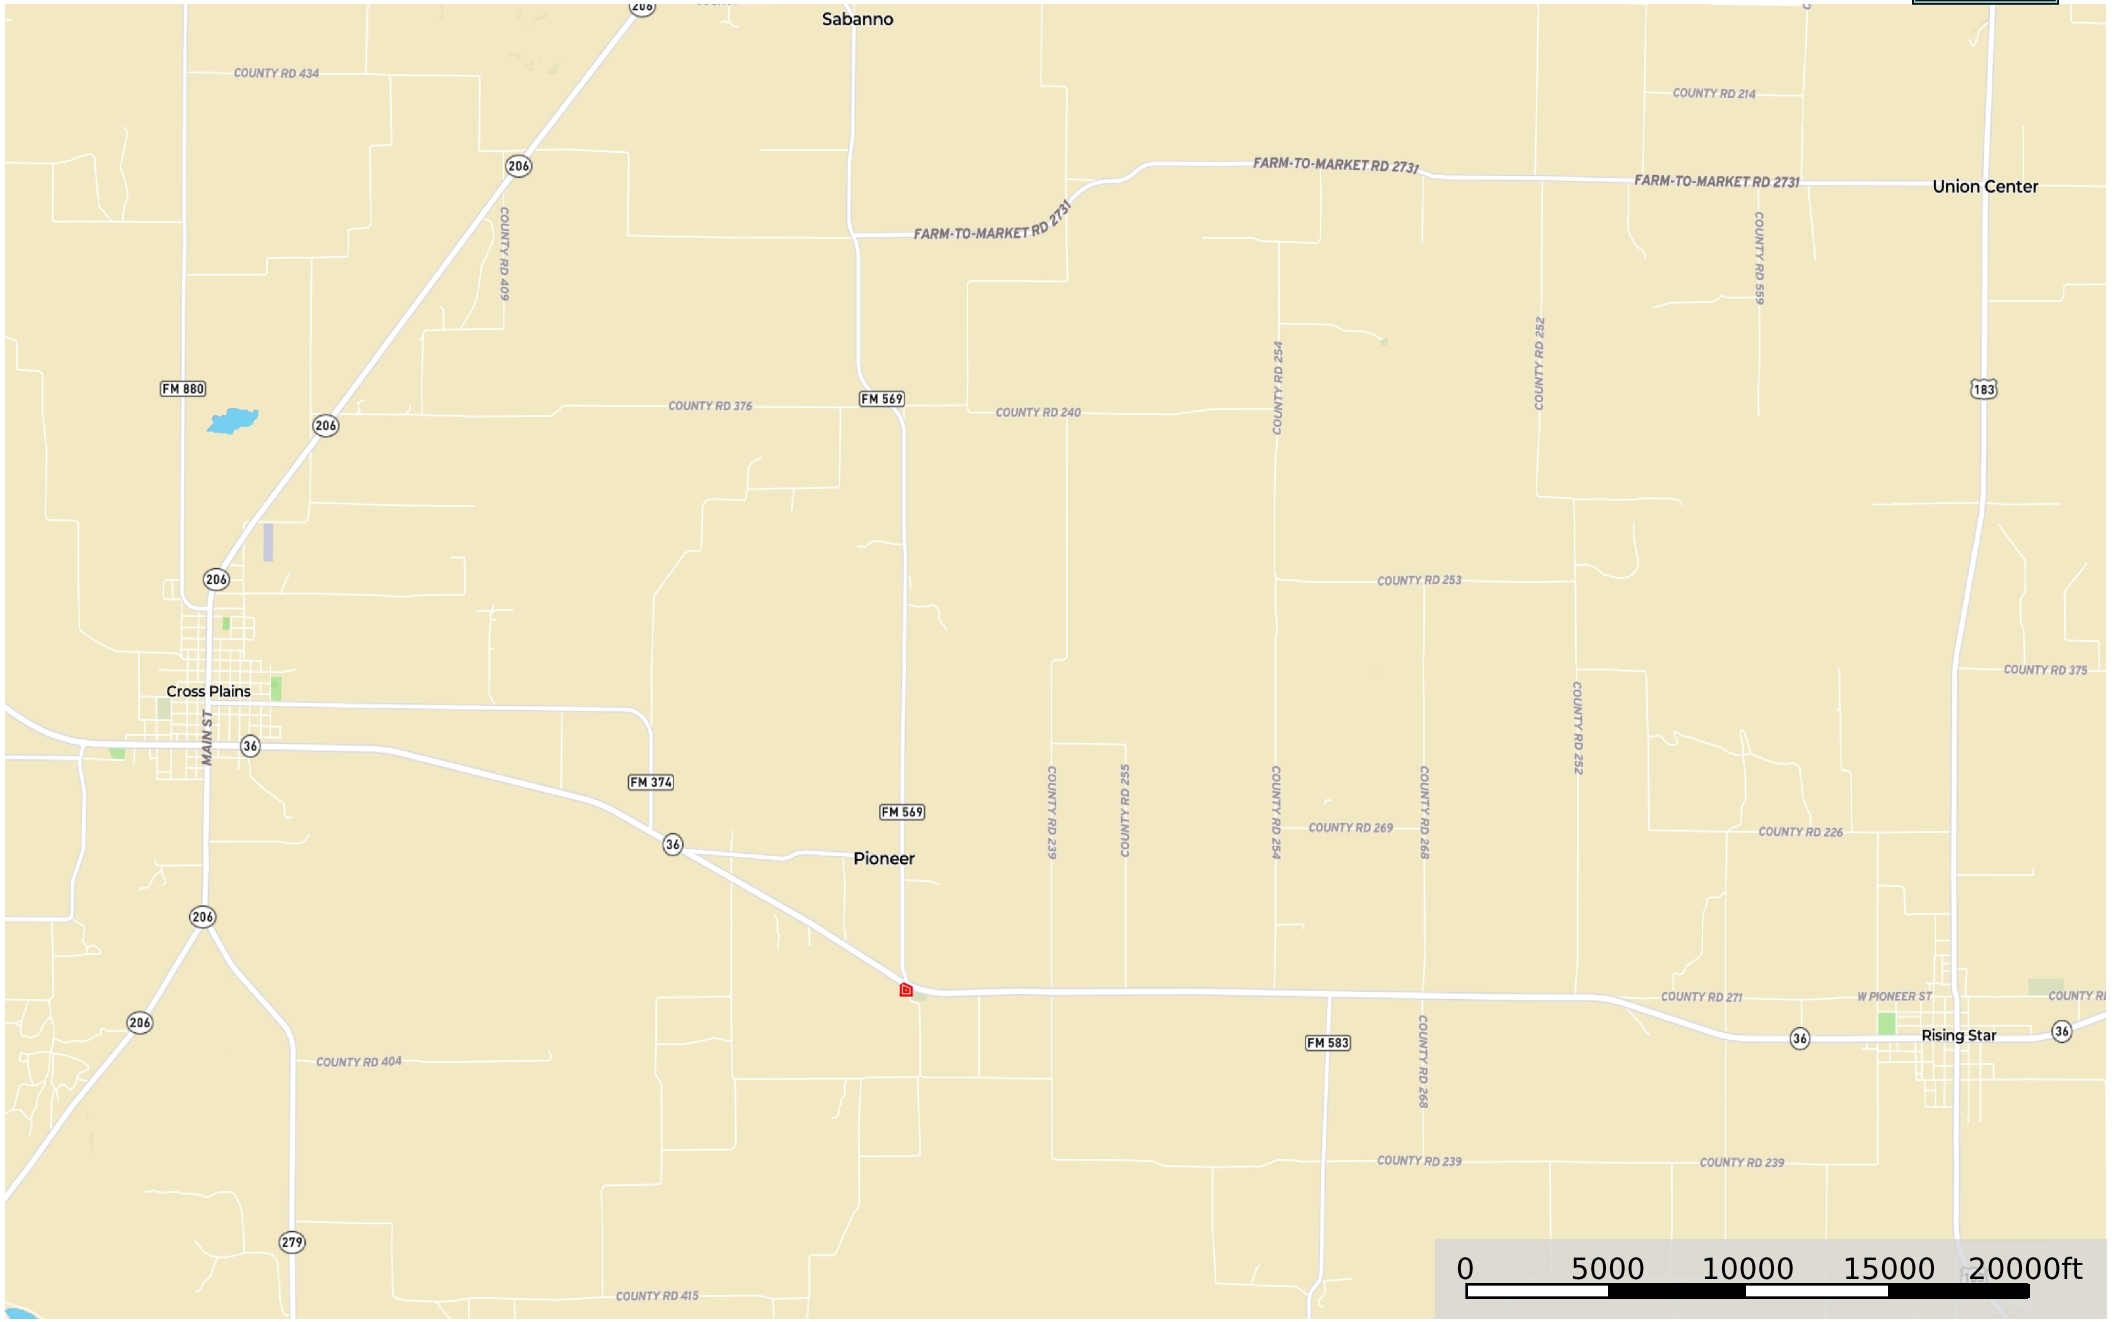 206
Sabanno
COUNTY RD 434
COUNTY RD 214
206
FARM-TO-MARKET RD 2731
FARM-TO-MARKET RD 2731
Union Center
FARM-TO-MARKET RD 2731
COUNTY RD 409
COUNTY RD 559
COUNTY RD 252
COUNTY RD 254
FM 880
183
FM 569
COUNTY RD 376
COUNTY RD 240
206
206
COUNTY RD 253
COUNTY RD 375
Cross Plains
MAIN ST
36
COUNTY RD 252
FM 374
FM 569
COUNTY RD 239
COUNTY RD 255
COUNTY RD 254
COUNTY RD 268
COUNTY RD 269
COUNTY RD 226
36
Pioneer
206
COUNTY RD 271
W PIONEER ST
COUNTY RD
206
FM 583
36
Rising Star
36
COUNTY RD 404
COUNTY RD 268
COUNTY RD 239
COUNTY RD 239
279
COUNTY RD 415
0 5000 10000 15000 20000ft